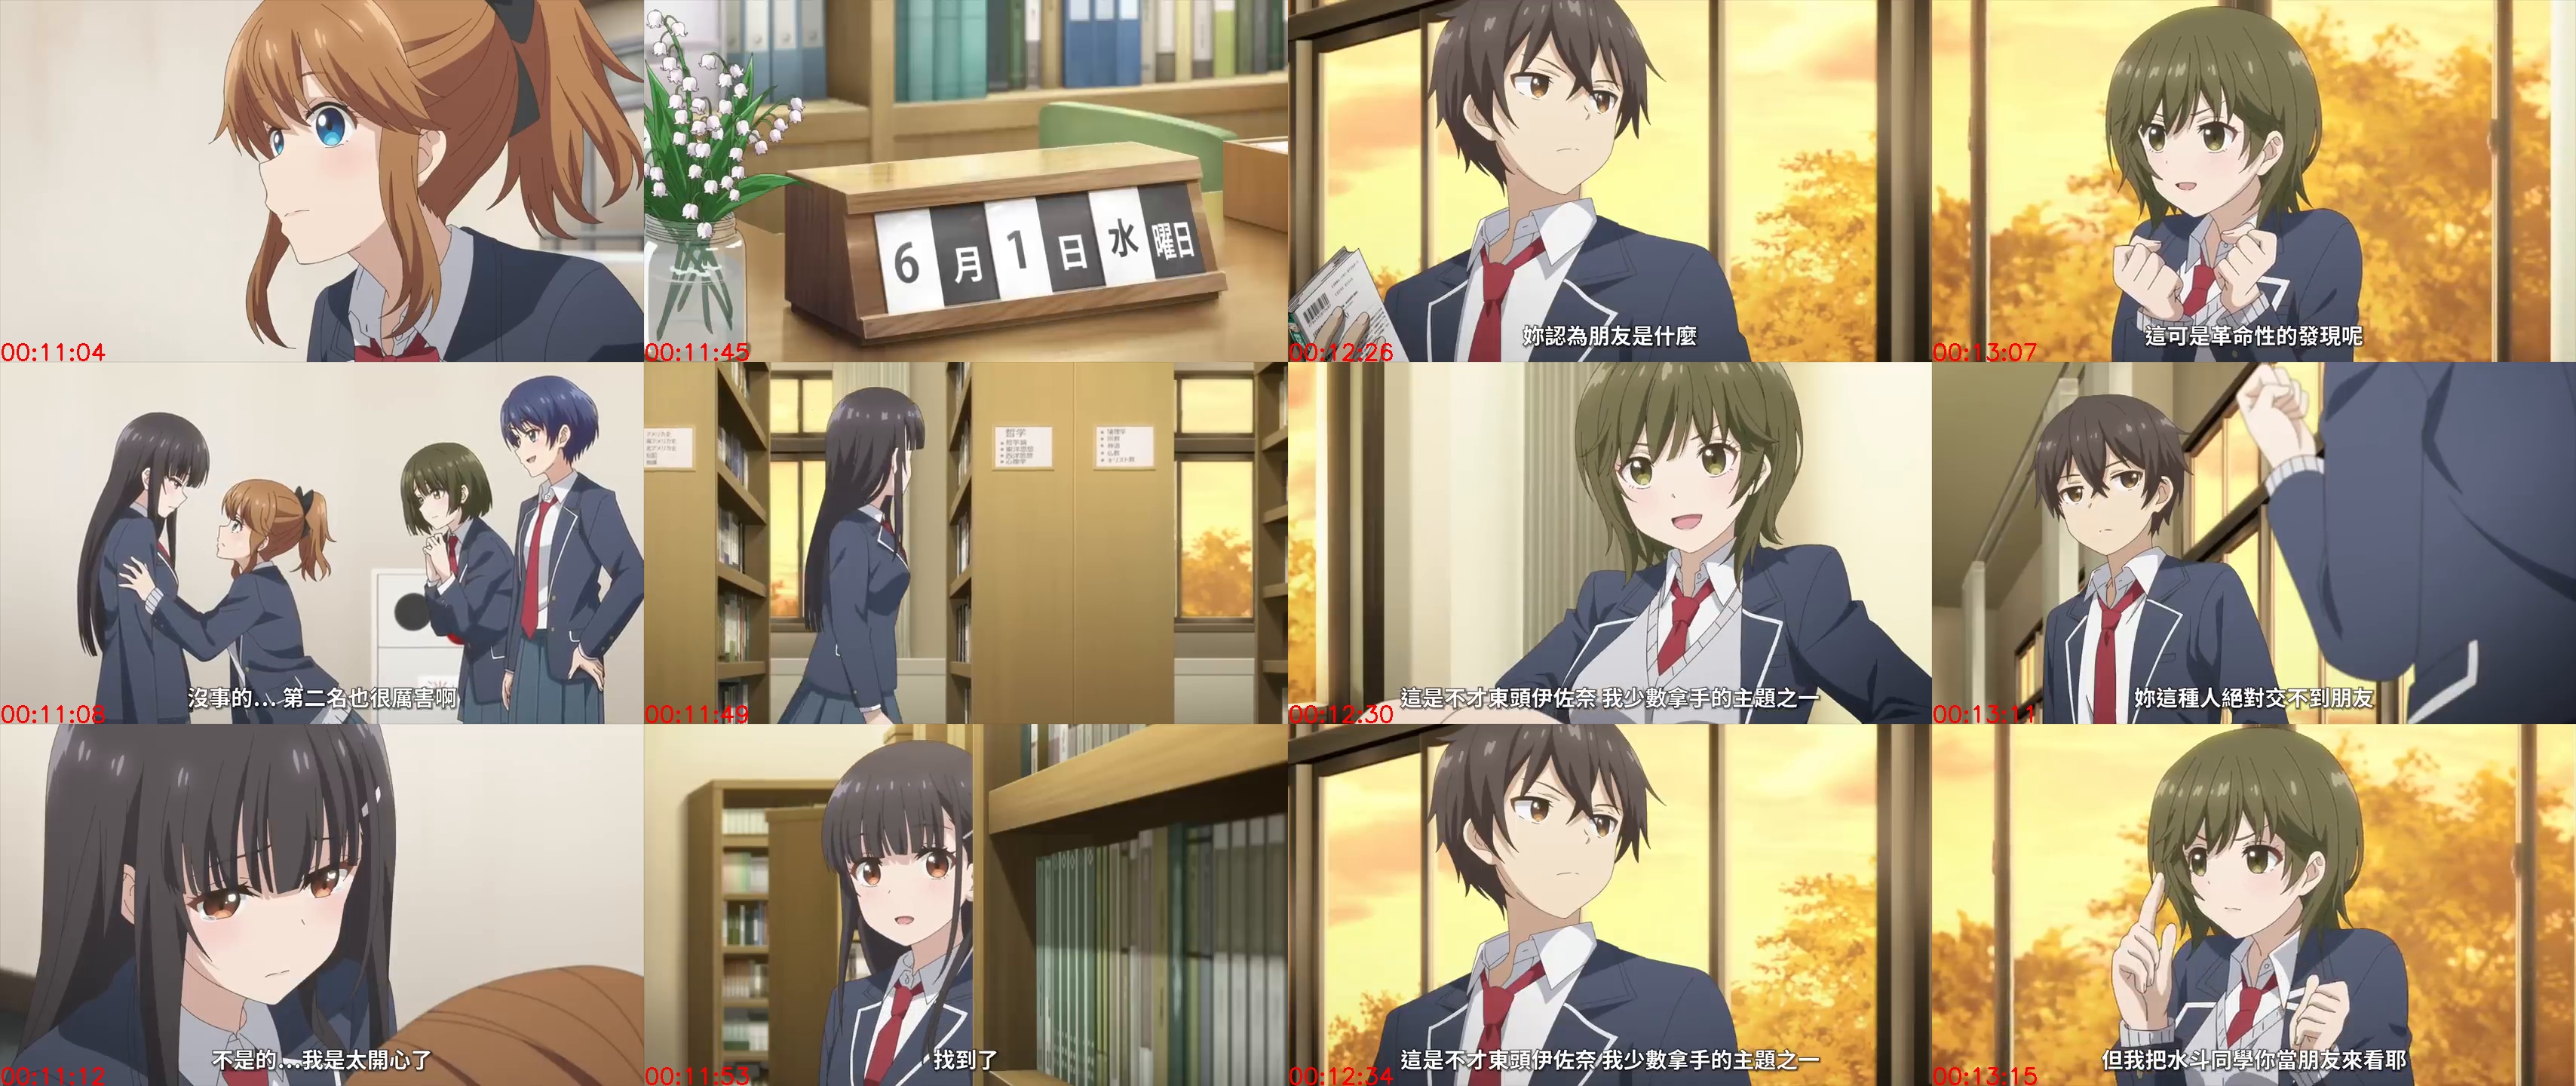 00:11:04
6月1日水曜日
00:11:45
妳認為朋友是什麼
00:12:26
這可是革命性的發現呢
00:13:07
沒事的… 第二名也很厲害啊
00:11:08
哲学
00:11:49
這是不才東頭伊佐奈 我少數拿手的主題之一
00:12:30
妳這種人絕對交不到朋友
00:13:11
不是的…我是太開心了
00:11:12
找到了
00:11:53
這是不才東頭伊佐奈 我少數拿手的主題之一
00:12:34
但我把水斗同學你當朋友來看耶
00:13:15